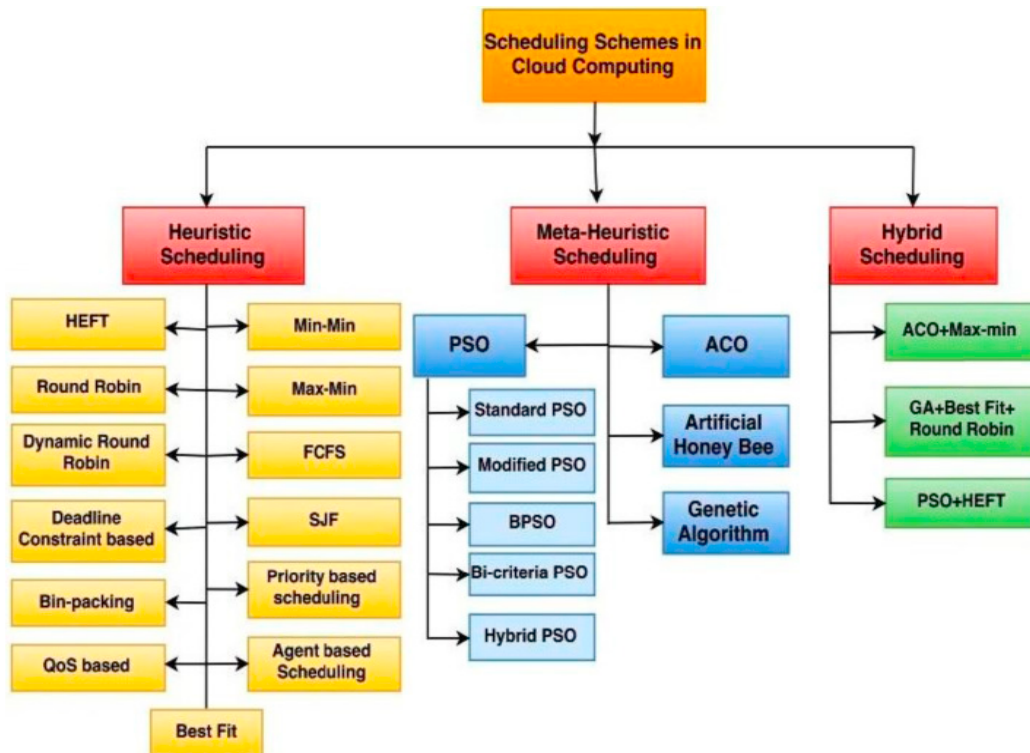 Scheduling Schemes in
Cloud Computing
Heuristic
Scheduling
Meta-Heuristic
Scheduling
Hybrid
Scheduling
HEFT
Min-Min
Round Robin
Max-Min
Dynamic Round
Robin
FCFS
Deadline
Constraint based
SJF
Bin-packing
Priority based
scheduling
QoS based
Agent based
Scheduling
Best Fit
PSO
ACO
Standard PSO
Modified PSO
BPSO
Bi-criteria PSO
Hybrid PSO
Artificial
Honey Bee
Genetic
Algorithm
ACO+Max-min
GA+Best Fit+
Round Robin
PSO+HEFT